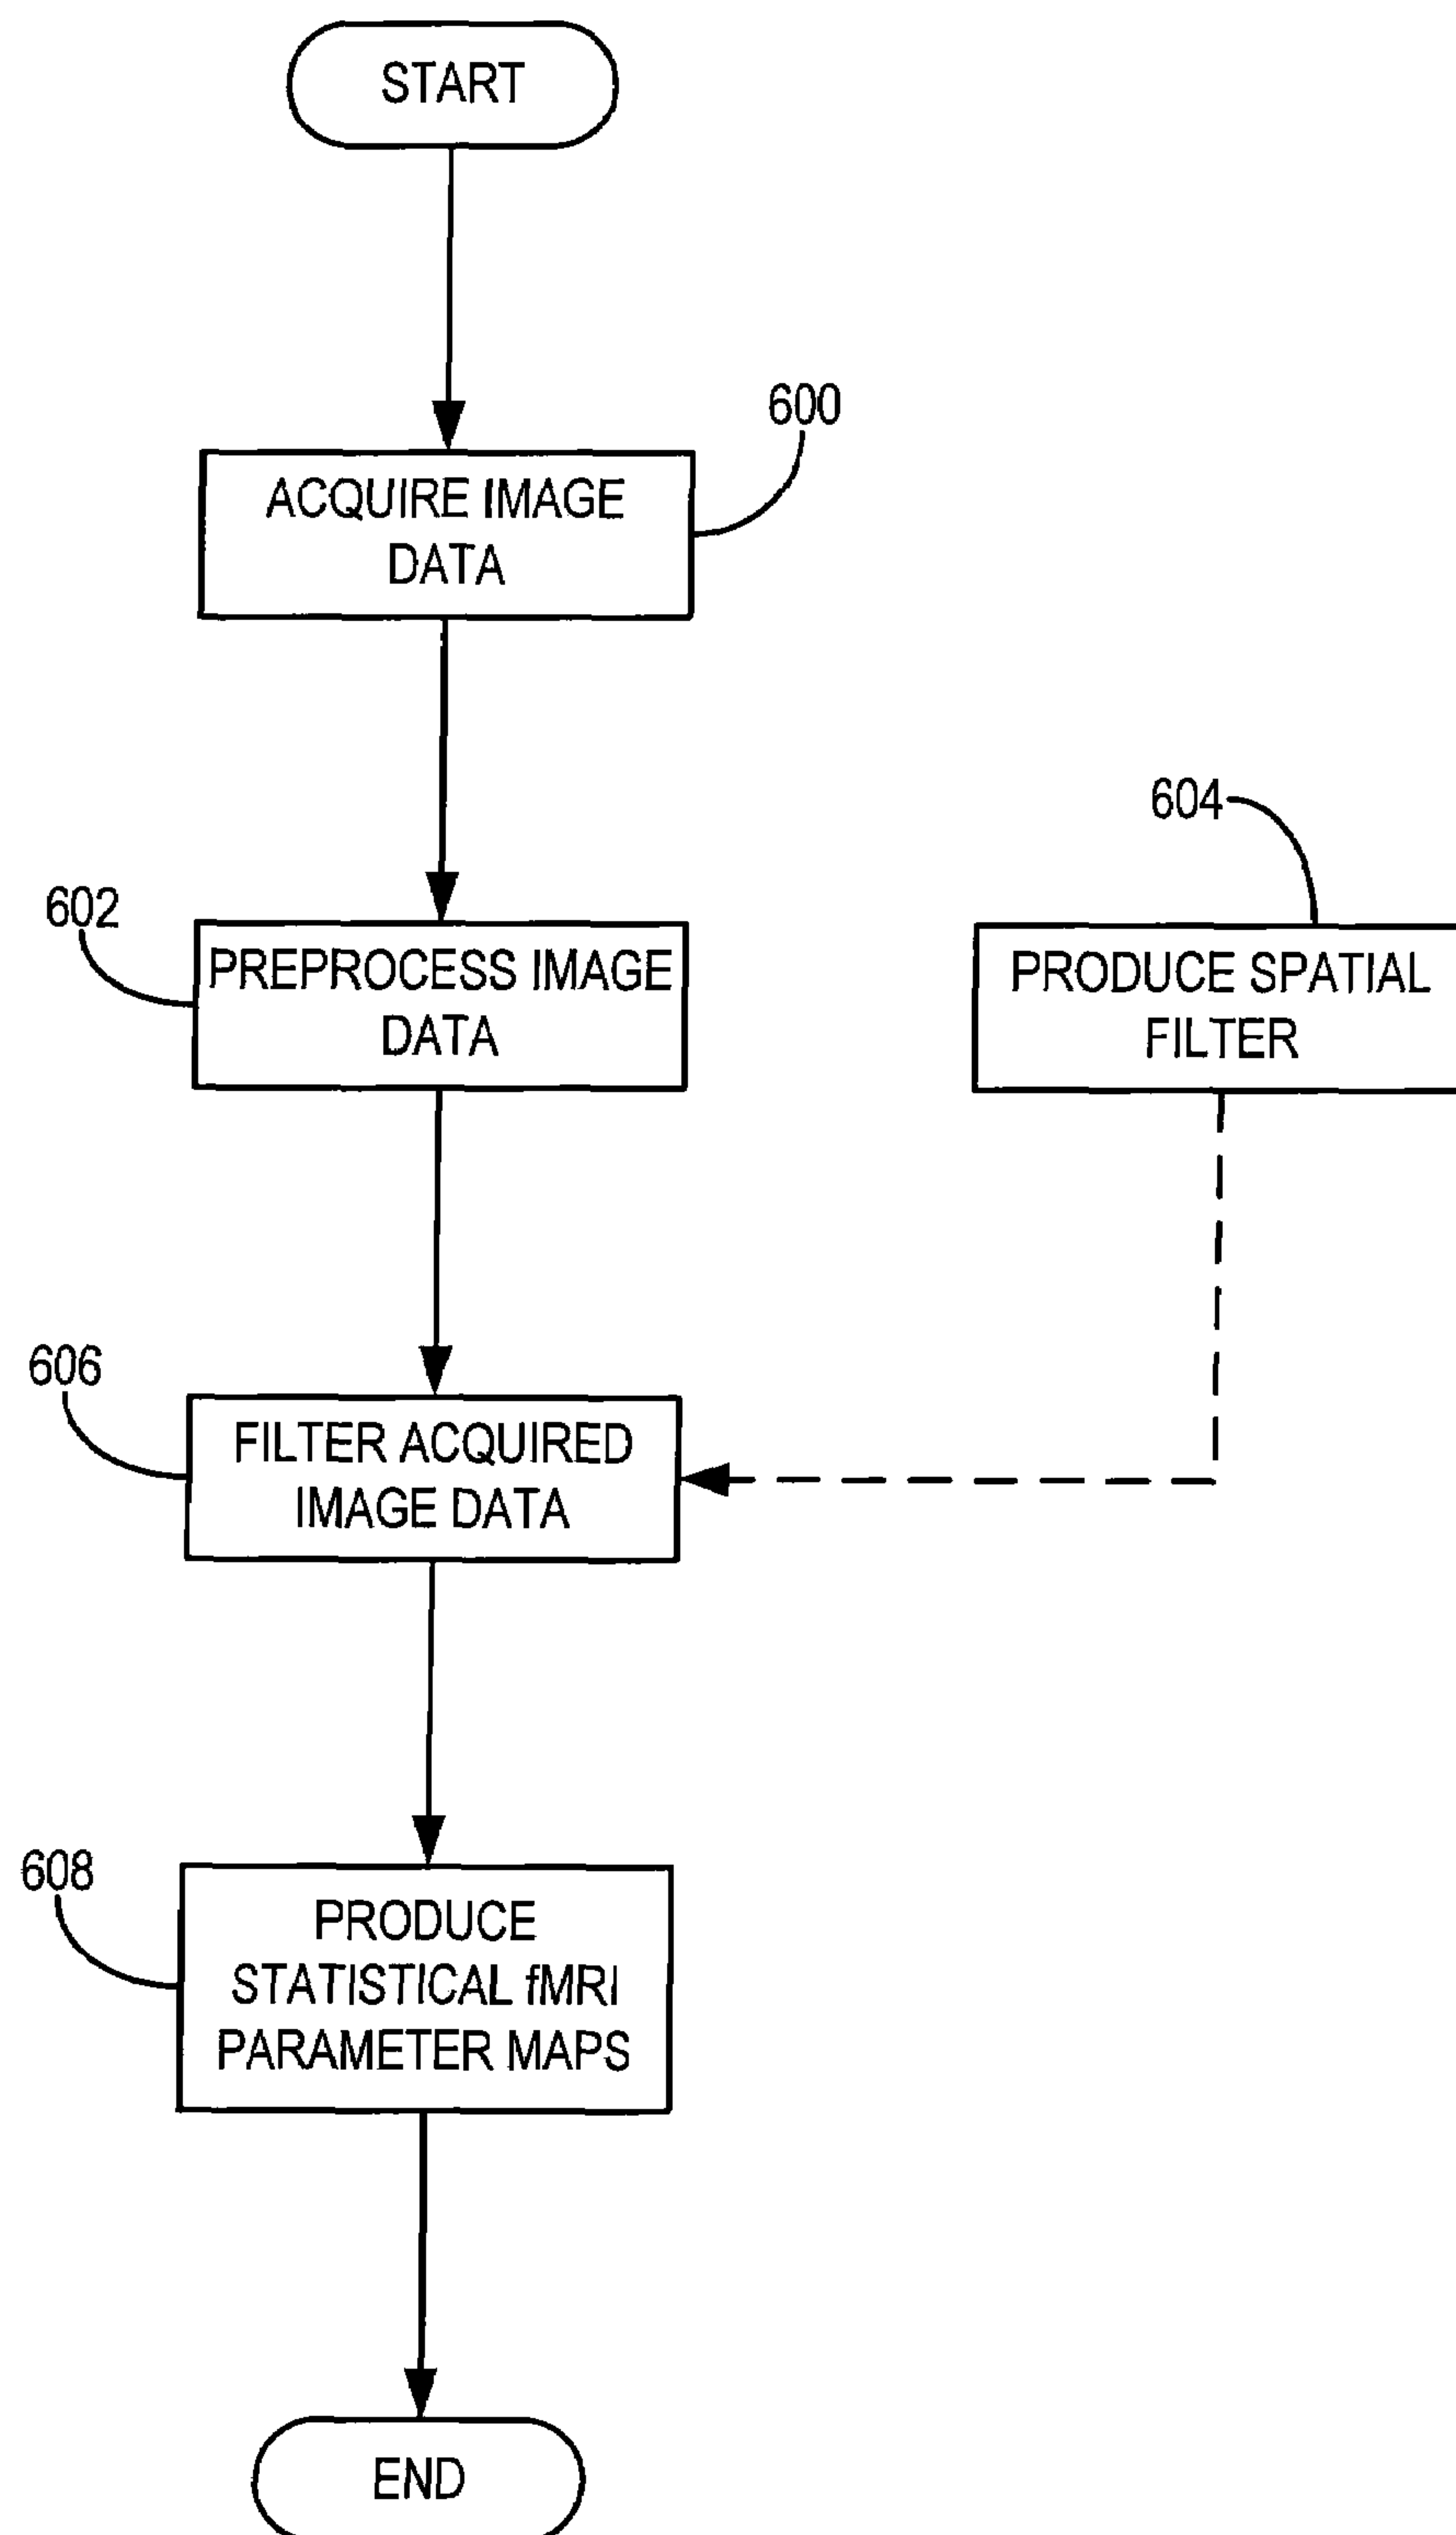 START
600
ACQUIRE IMAGE
DATA
602
PREPROCESS IMAGE
DATA
604
PRODUCE SPATIAL
FILTER
606
FILTER ACQUIRED
IMAGE DATA
608
PRODUCE
STATISTICAL fMRI
PARAMETER MAPS
END